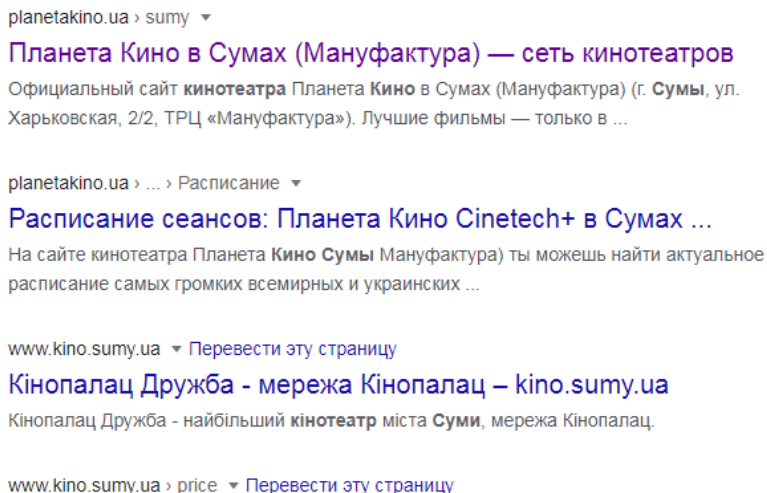 planetakino.ua › sumy
Планета Кино в Сумах (Мануфактура) — сеть кинотеатров
Официальный сайт кинотеатра Планета Кино в Сумах (Мануфактура) (г. Сумы, ул.
Харьковская, 2/2, ТРЦ «Мануфактура»). Лучшие фильмы — только в ...
planetakino.ua › ... › Расписание
Расписание сеансов: Планета Кино Cinetech+ в Сумах ...
На сайте кинотеатра Планета Кино Сумы Мануфактура) ты можешь найти актуальное
расписание самых громких всемирных и украинских ...
www.kino.sumy.ua Перевести эту страницу
Кінопалац Дружба - мережа Кінопалац – kino.sumy.ua
Кінопалац Дружба - найбільший кінотеатр міста Суми, мережа Кінопалац.
www.kino.sumy.ua › price Перевести эту страницу